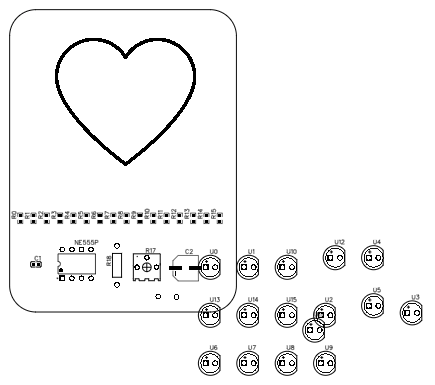 R0 R1 R2 R3 R4 R5 R6 R7 R8 R9 R10 R11 R12 R13 R14 R15
NE555P R17 C2 U0 U1 U10 U12 U4
C1 R18
U13 U14 U15 U2 U5 U3
U6 U7 U8 U9